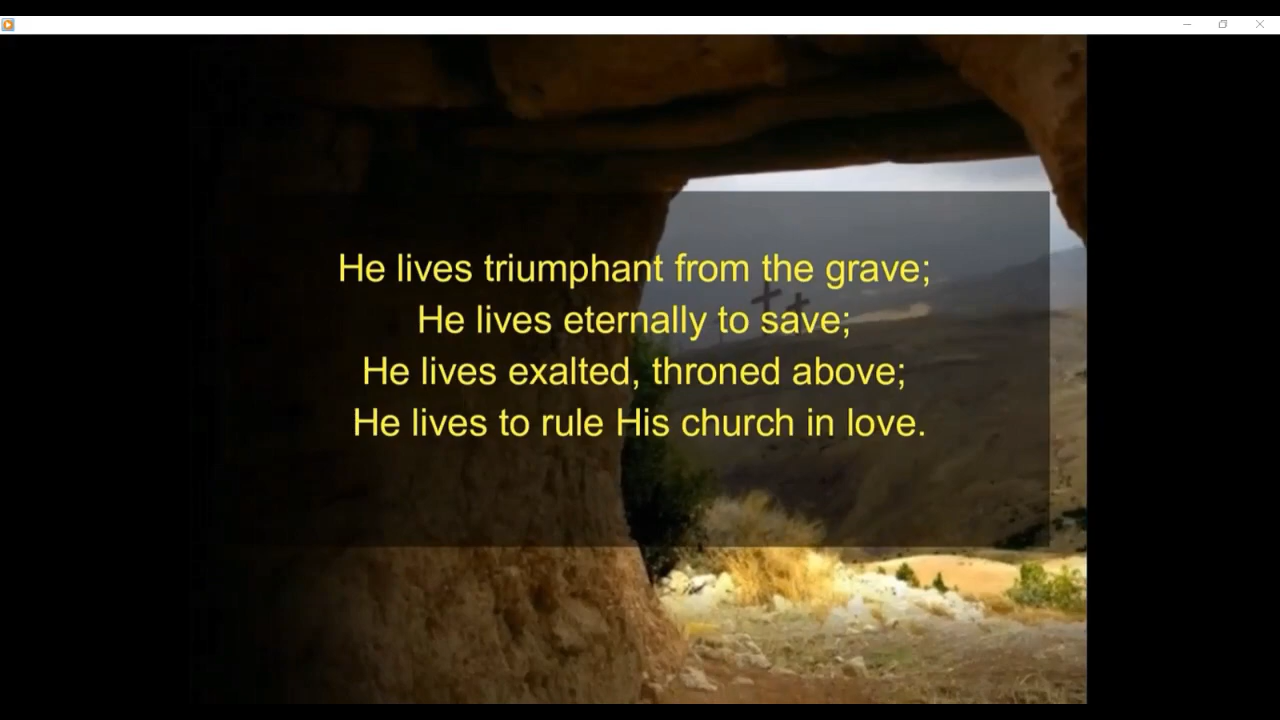 He lives triumphant from the grave;
He lives eternally to save;
He lives exalted, throned above;
He lives to rule His church in love.